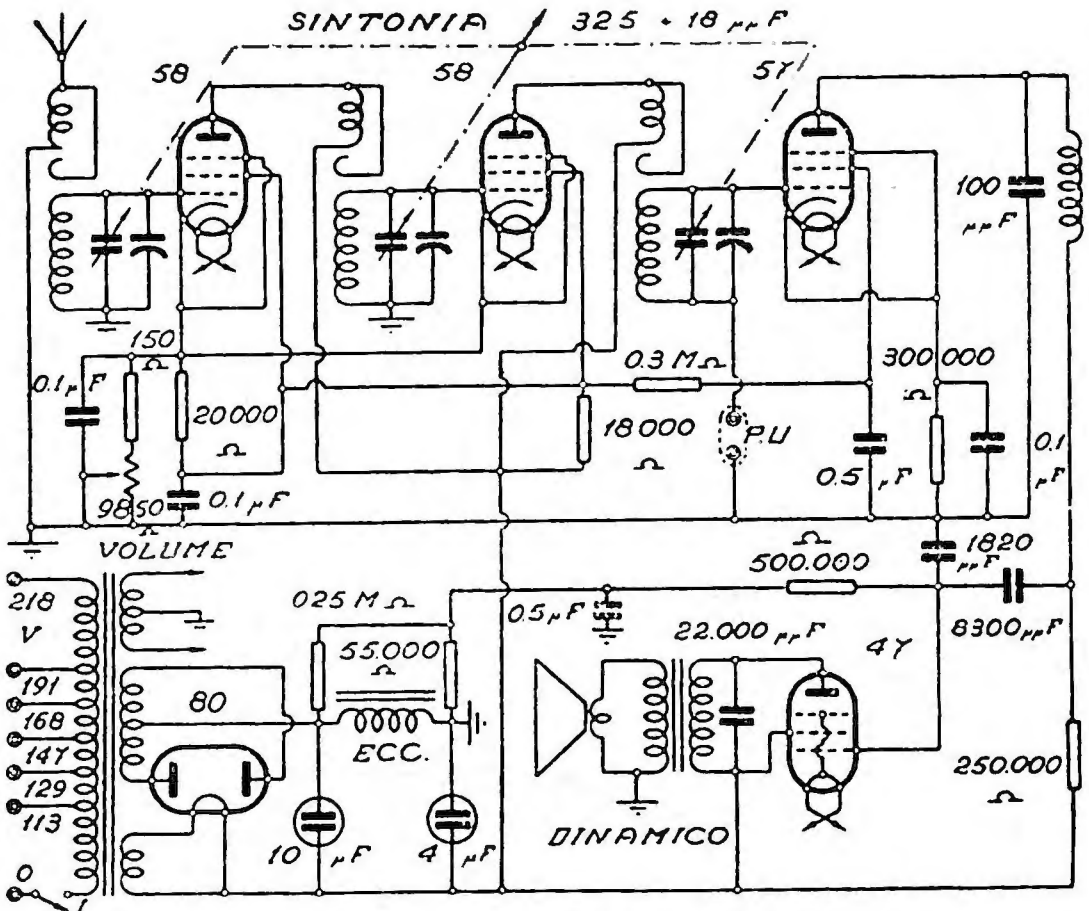 SINTONIA 325 + 18 μμF
58
58
57
100
μμF
150
Ω
0.1 μF
20000
Ω
9850
Ω
0.1 μF
VOLUME
0.3 MΩ
18000
Ω
P.U
0.5 μF
300.000
Ω
0.1
μF
1820
μμF
Ω
500.000
8300 μμF
0.5 μF
218
V
191
168
147
129
113
0
80
025 MΩ
55.000
Ω
ECC.
10 μF
4 μF
22.000 μμF
47
DINAMICO
250.000
Ω